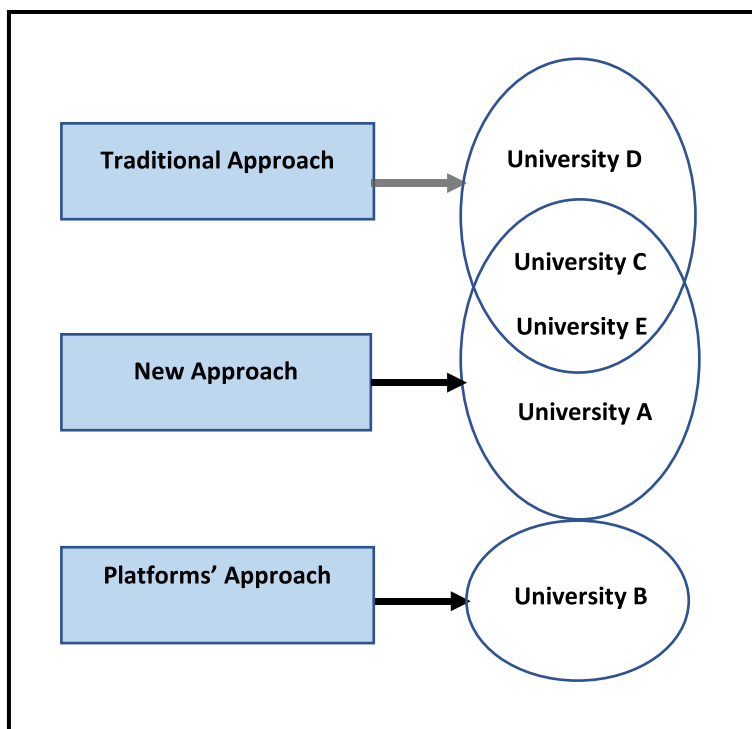 Traditional Approach
University D
University C
University E
New Approach
University A
Platforms’ Approach
University B